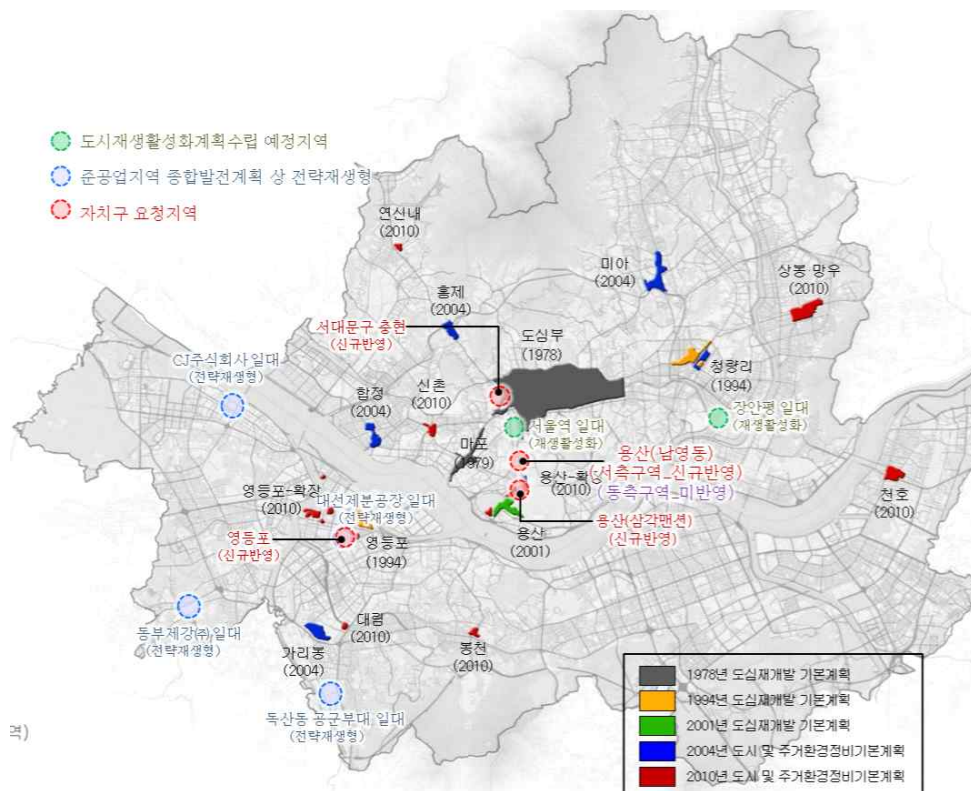 도시재생활성화계획수립 예정지역
준공업지역 종합발전계획 상 전략재생형
자치구 요청지역
연신내
(2010)
미아
(2004)
상봉·망우
(2010)
홍제
(2004)
서대문구 충현
(신규반영)
도심부
(1978)
CJ주식회사 일대
(전략재생형)
합정
(2004)
신촌
(2010)
청량리
(1994)
장안평 일대
(재생활성화)
서울역 일대
(재생활성화)
마포
(1979)
용산(남영동)
(서측구역_신규반영)
(동측구역_미반영)
용산-확장
(2010)
영등포-확장
(2010)
대선제분공장 일대
(전략재생형)
천호
(2010)
용산(삼각맨션)
(신규반영)
용산
(2001)
영등포
(신규반영)
영등포
(1994)
동부제강㈜일대
(전략재생형)
대림
(2010)
가리봉
(2004)
봉천
(2010)
독산동 공군부대 일대
(전략재생형)
역)
1978년 도심재개발 기본계획
1994년 도심재개발 기본계획
2001년 도심재개발 기본계획
2004년 도시 및 주거환경정비기본계획
2010년 도시 및 주거환경정비기본계획